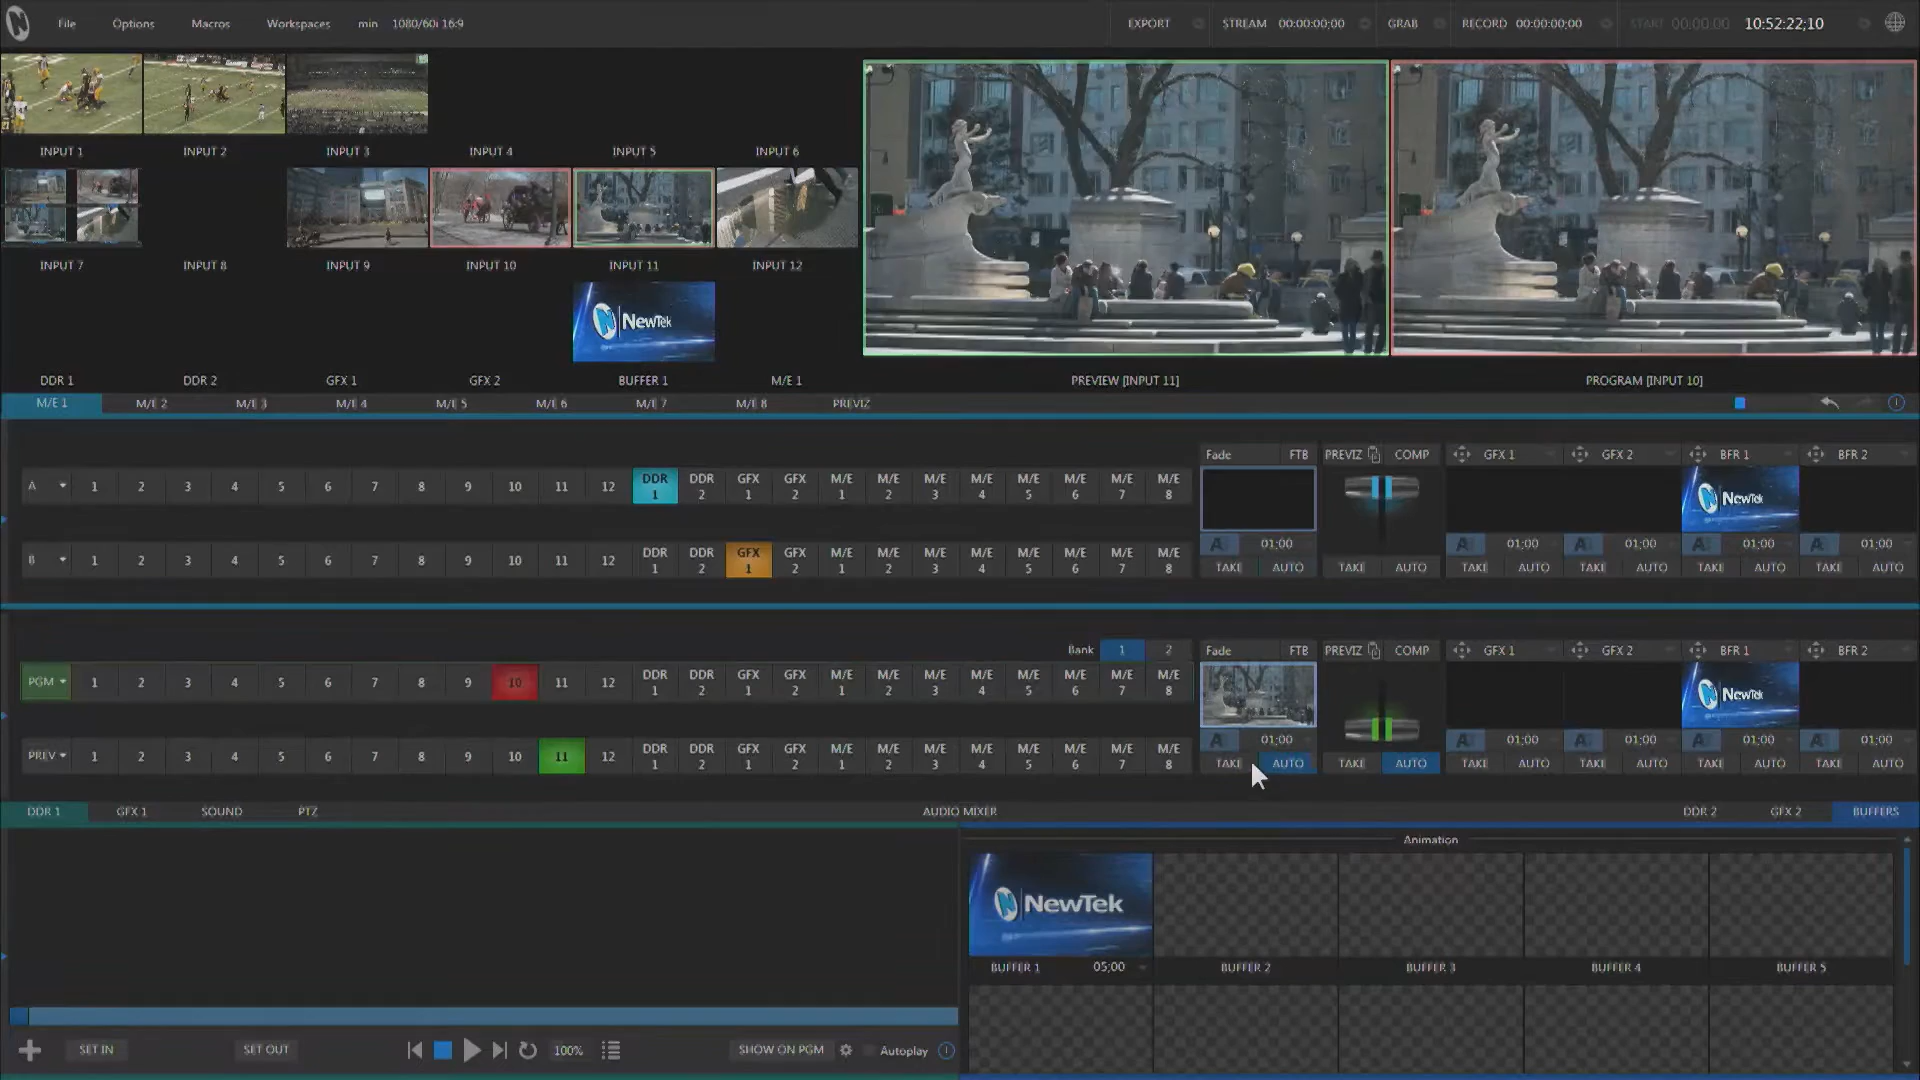 File Options Macros Workspaces min 1080/60i 16:9 EXPORT STREAM 00:00:00;00 GRAB RECORD 00:00:00;00 START 00:00:00 10:52:22;10
INPUT 1 INPUT 2 INPUT 3 INPUT 4 INPUT 5 INPUT 6
INPUT 7 INPUT 8 INPUT 9 INPUT 10 INPUT 11 INPUT 12
NewTek
DDR 1 DDR 2 GFX 1 GFX 2 BUFFER 1 M/E 1 PREVIEW [INPUT 11] PROGRAM [INPUT 10]
M/E 1 M/E 2 M/E 3 M/E 4 M/E 5 M/E 6 M/E 7 M/E 8 PREVIZ
Fade FTB PREVIZ COMP GFX 1 GFX 2 BFR 1 BFR 2
A 1 2 3 4 5 6 7 8 9 10 11 12 DDR 1 DDR 2 GFX 1 GFX 2 M/E 1 M/E 2 M/E 3 M/E 4 M/E 5 M/E 6 M/E 7 M/E 8
NewTek
01;00 01;00 01;00 01;00 01;00
B 1 2 3 4 5 6 7 8 9 10 11 12 DDR 1 DDR 2 GFX 1 GFX 2 M/E 1 M/E 2 M/E 3 M/E 4 M/E 5 M/E 6 M/E 7 M/E 8
TAKE AUTO TAKE AUTO TAKE AUTO TAKE AUTO TAKE AUTO TAKE AUTO
Bank 1 2 Fade FTB PREVIZ COMP GFX 1 GFX 2 BFR 1 BFR 2
PGM 1 2 3 4 5 6 7 8 9 10 11 12 DDR 1 DDR 2 GFX 1 GFX 2 M/E 1 M/E 2 M/E 3 M/E 4 M/E 5 M/E 6 M/E 7 M/E 8
NewTek
01;00 01;00 01;00 01;00 01;00
PREV 1 2 3 4 5 6 7 8 9 10 11 12 DDR 1 DDR 2 GFX 1 GFX 2 M/E 1 M/E 2 M/E 3 M/E 4 M/E 5 M/E 6 M/E 7 M/E 8
TAKE AUTO TAKE AUTO TAKE AUTO TAKE AUTO TAKE AUTO TAKE AUTO
DDR 1 GFX 1 SOUND PTZ AUDIO MIXER DDR 2 GFX 2 BUFFERS
Animation
NewTek
BUFFER 1 05;00 BUFFER 2 BUFFER 3 BUFFER 4 BUFFER 5
SET IN SET OUT 100% SHOW ON PGM Autoplay